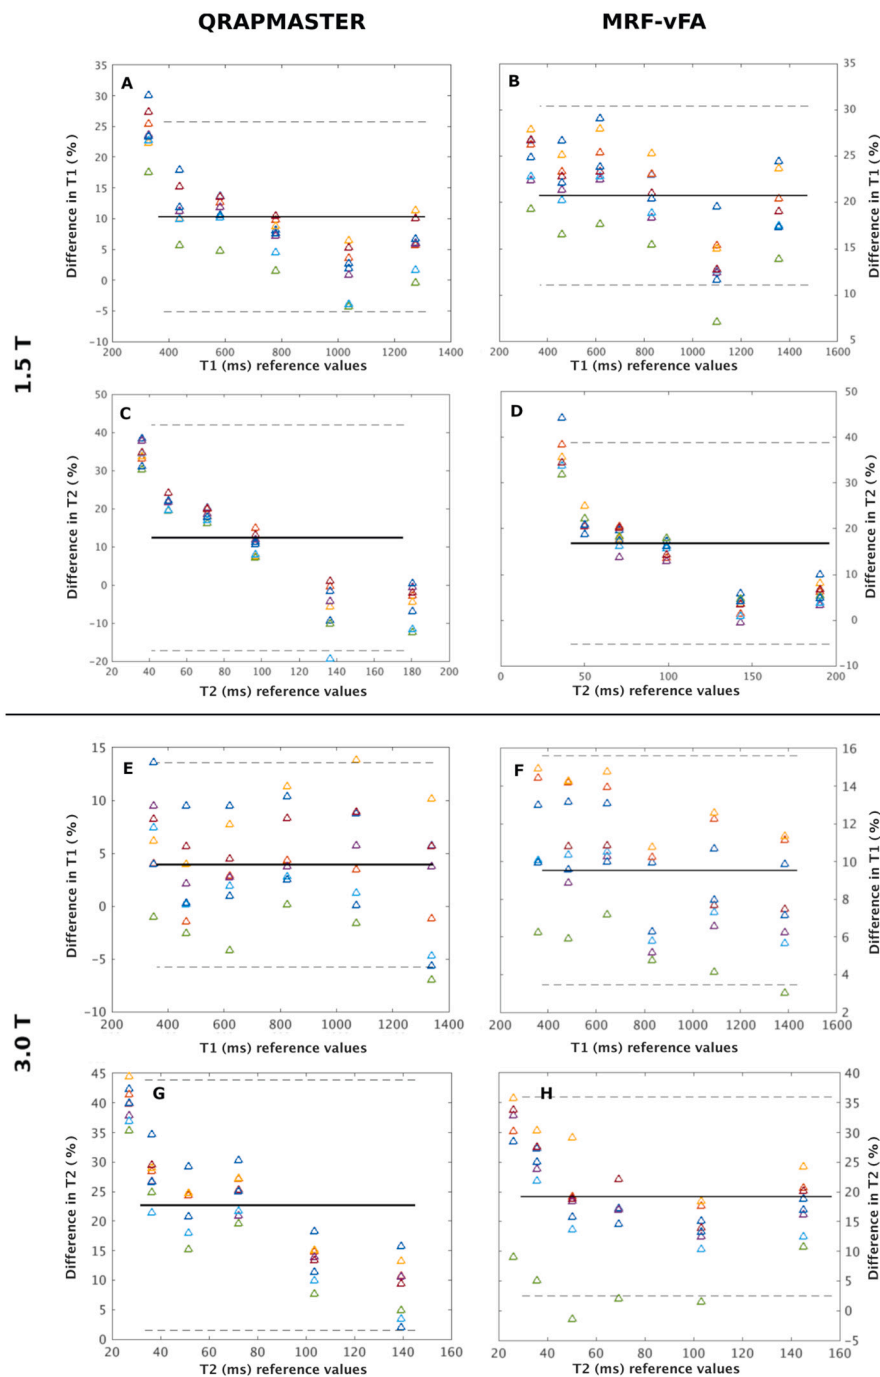 QRAPMASTER MRF-vFA
1.5 T
A
Difference in T1 (%)
35
30
25
20
15
10
5
0
−5
−10
200 400 600 800 1000 1200 1400
T1 (ms) reference values
B
Difference in T1 (%)
35
30
25
20
15
10
5
200 400 600 800 1000 1200 1400 1600
T1 (ms) reference values
C
Difference in T2 (%)
50
40
30
20
10
0
−10
−20
20 40 60 80 100 120 140 160 180 200
T2 (ms) reference values
D
Difference in T2 (%)
50
40
30
20
10
0
−10
0 50 100 150 200
T2 (ms) reference values
3.0 T
E
Difference in T1 (%)
15
10
5
0
−5
−10
200 400 600 800 1000 1200 1400
T1 (ms) reference values
F
Difference in T1 (%)
16
14
12
10
8
6
4
2
200 400 600 800 1000 1200 1400 1600
T1 (ms) reference values
G
Difference in T2 (%)
45
40
35
30
25
20
15
10
5
0
20 40 60 80 100 120 140 160
T2 (ms) reference values
H
Difference in T2 (%)
40
35
30
25
20
15
10
5
0
−5
20 40 60 80 100 120 140 160
T2 (ms) reference values